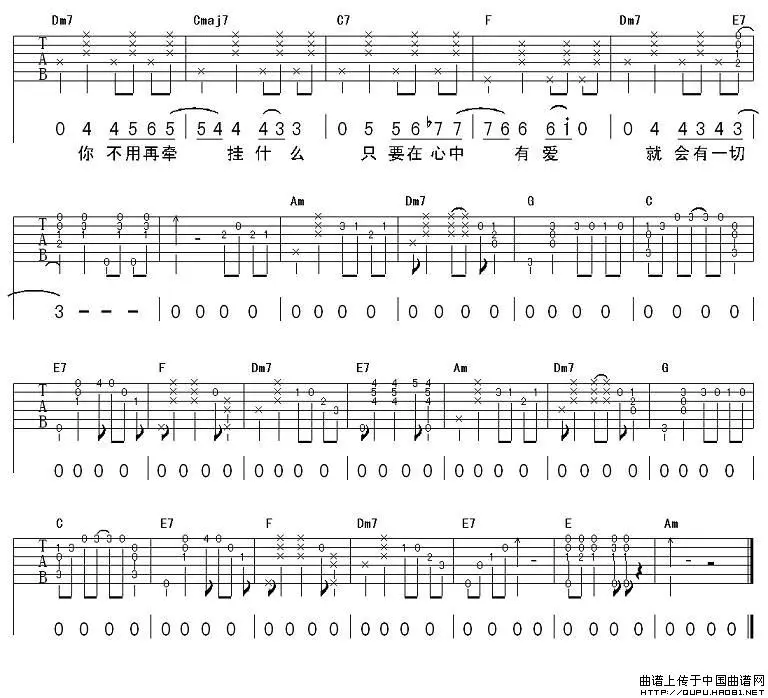 Dm7 Cmaj7 C7 F Dm7 E7
T A B
0 4 4 5 6 5 5 4 4 4 3 3 0 5 5 6 ♭7 7 7 6 6 6 i 0 0 4 4 3 4 3
你 不用再牵 挂什么 只要在心中 有爱 就会有一切
Am Dm7 G C
3 - - - 0 0 0 0 0 0 0 0 0 0 0 0 0 0 0 0 0 0 0 0
E7 F Dm7 E7 Am Dm7 G
T A B
0 0 0 0 0 0 0 0 0 0 0 0 0 0 0 0 0 0 0 0 0 0 0 0 0 0 0 0
C E7 F Dm7 E7 E Am
T A B
0 0 0 0 0 0 0 0 0 0 0 0 0 0 0 0 0 0 0 0 0 0 0 0 0 0 0 0
曲谱上传于中国曲谱网
HTTP://QUPU.HAO81.NET